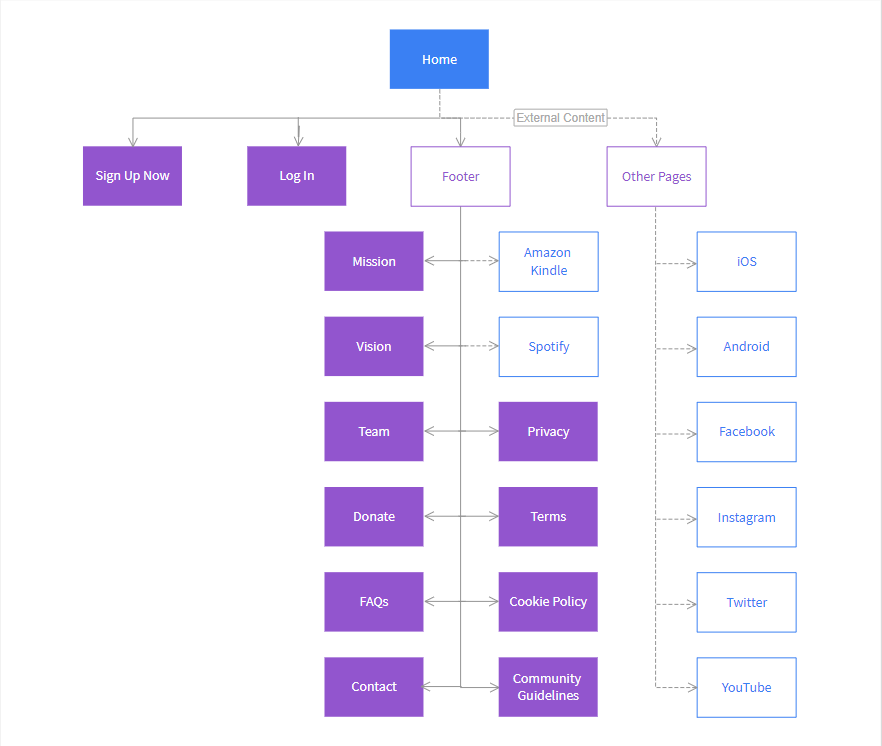 Home
External Content
Sign Up Now
Log In
Footer
Other Pages
Mission
Amazon
Kindle
iOS
Vision
Spotify
Android
Team
Privacy
Facebook
Donate
Terms
Instagram
FAQs
Cookie Policy
Twitter
Contact
Community
Guidelines
YouTube